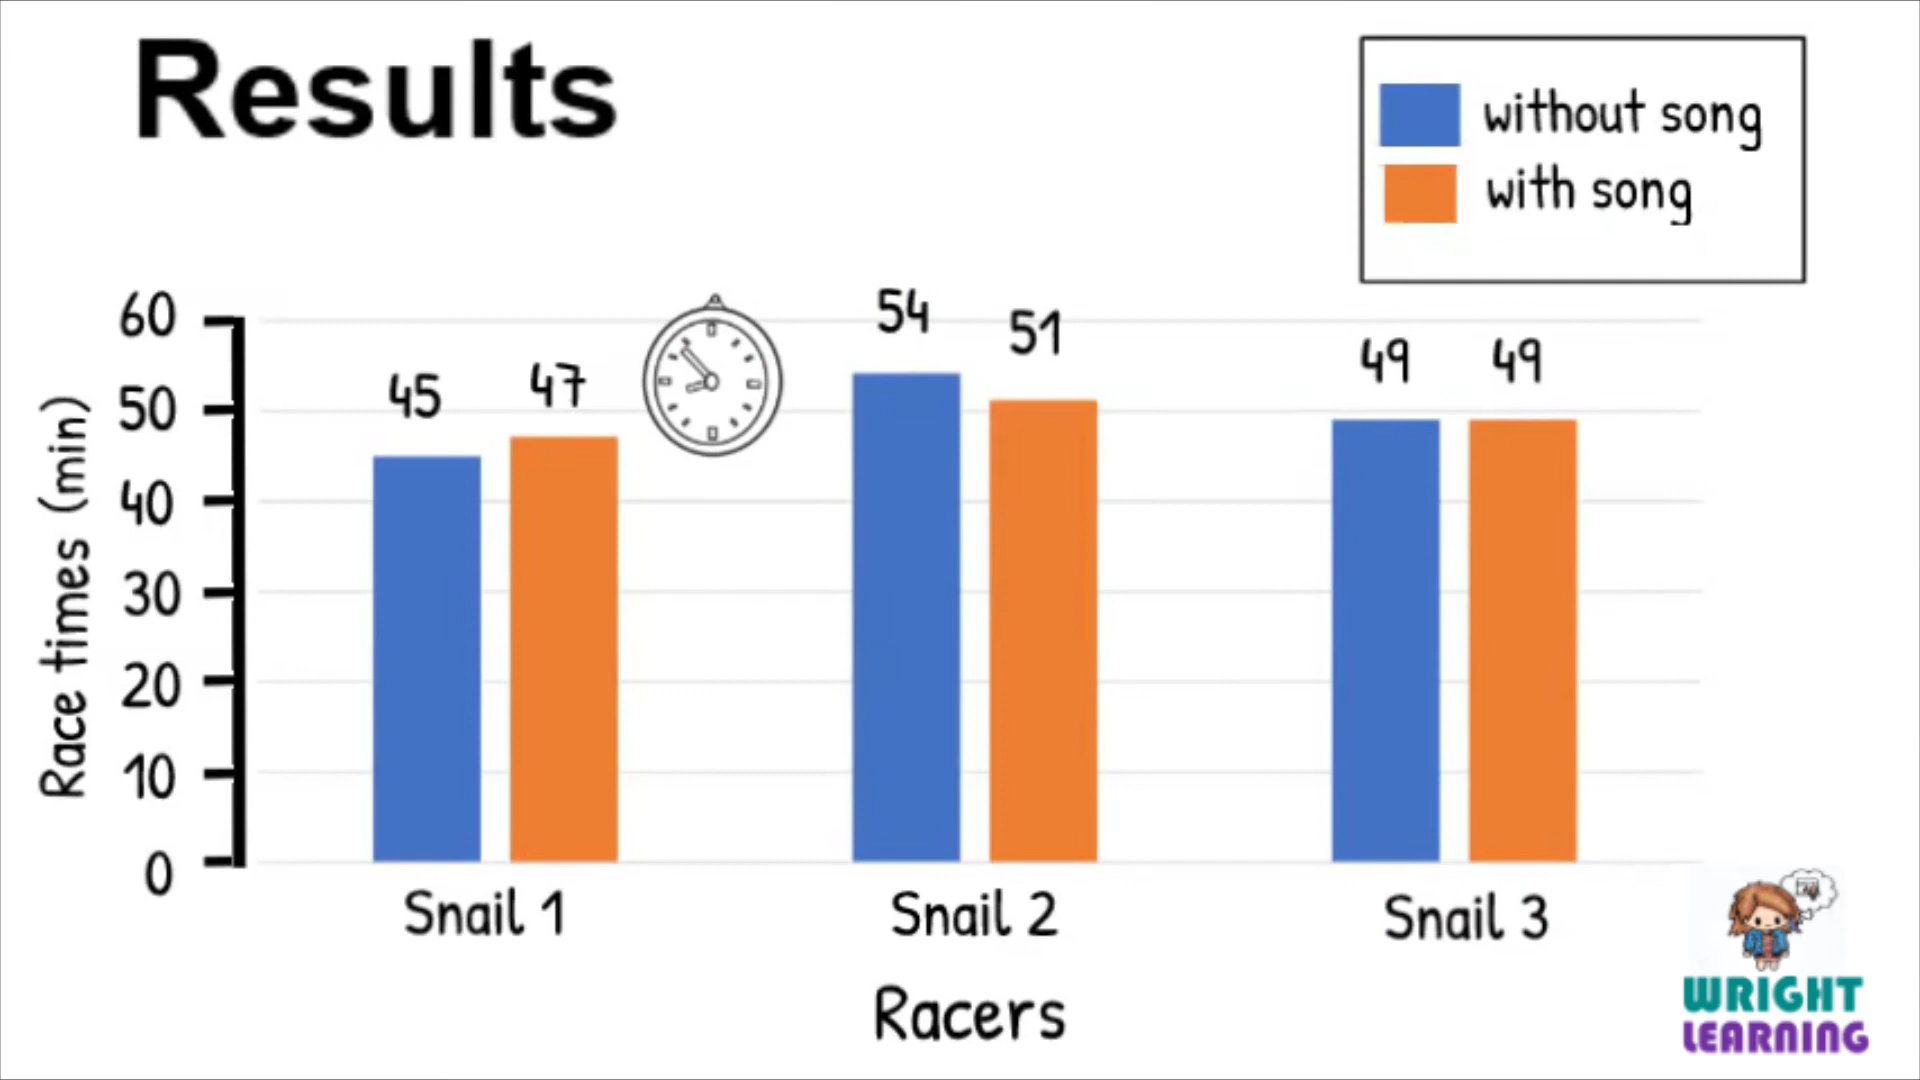 Results
without song
with song
60
50
40
30
20
10
0
Race times (min)
45
47
54
51
49
49
Snail 1
Snail 2
Snail 3
Racers
WRIGHT
LEARNING